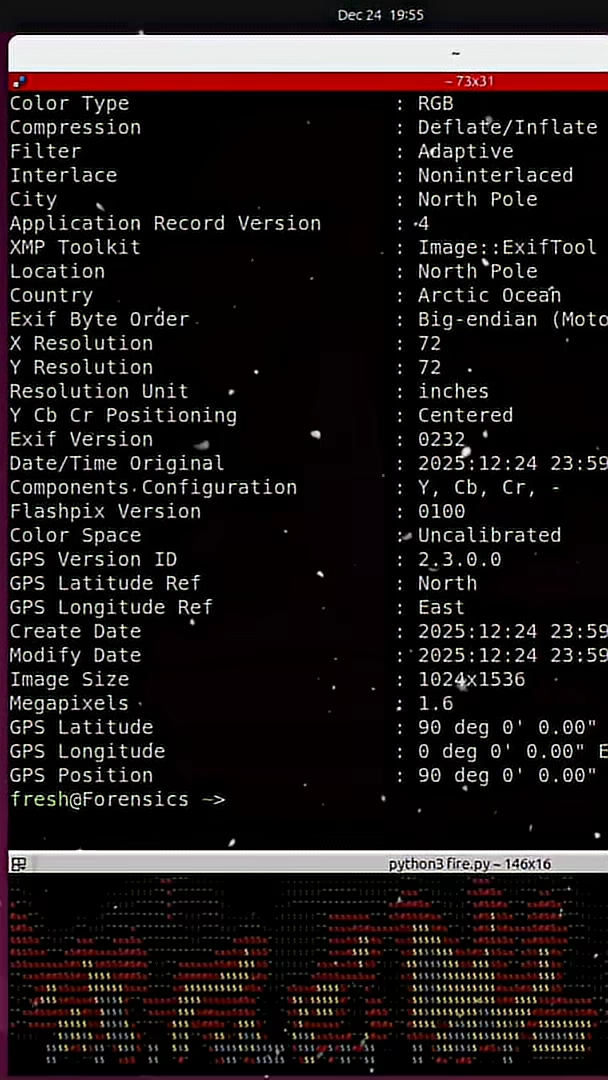 Dec 24 19:55
~
~ 73x31
Color Type : RGB
Compression : Deflate/Inflate
Filter : Adaptive
Interlace : Noninterlaced
City : North Pole
Application Record Version : 4
XMP Toolkit : Image::ExifTool
Location : North Pole
Country : Arctic Ocean
Exif Byte Order : Big-endian (Moto
X Resolution : 72
Y Resolution : 72
Resolution Unit : inches
Y Cb Cr Positioning : Centered
Exif Version : 0232
Date/Time Original : 2025:12:24 23:59
Components Configuration : Y, Cb, Cr, -
Flashpix Version : 0100
Color Space : Uncalibrated
GPS Version ID : 2.3.0.0
GPS Latitude Ref : North
GPS Longitude Ref : East
Create Date : 2025:12:24 23:59
Modify Date : 2025:12:24 23:59
Image Size : 1024x1536
Megapixels : 1.6
GPS Latitude : 90 deg 0' 0.00"
GPS Longitude : 0 deg 0' 0.00" E
GPS Position : 90 deg 0' 0.00"
fresh@Forensics ~>
python3 fire.py ~ 146x16